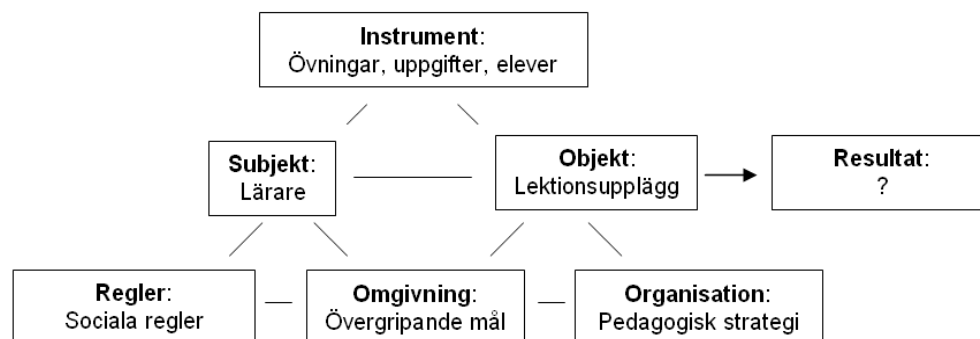 Instrument:
Övningar, uppgifter, elever
Subjekt:
Lärare
Objekt:
Lektionsupplägg
Resultat:
?
Regler:
Sociala regler
Omgivning:
Övergripande mål
Organisation:
Pedagogisk strategi